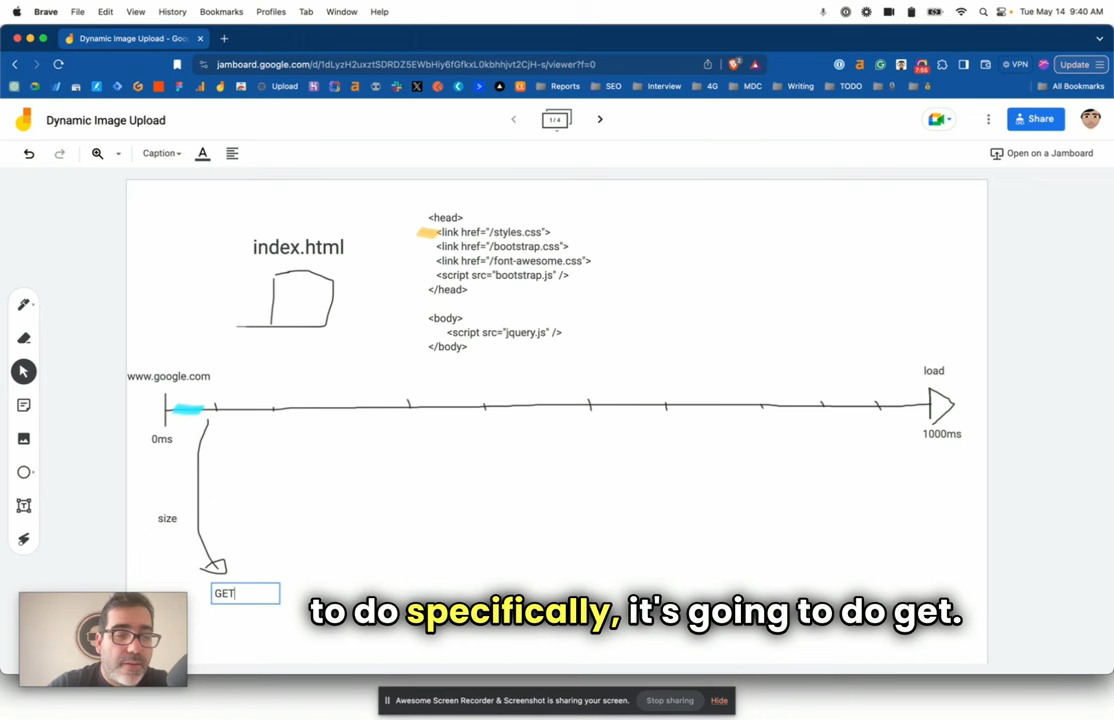 Brave File Edit View History Bookmarks Profiles Tab Window Help
Tue May 14 9:40 AM
Dynamic Image Upload - Goo
jamboard.google.com/d/1dLyzH2uxztSDRDZ5EWbHiy6fGfkxL0kbhhjvt2CjH-s/viewer?f=0
VPN
Update
Upload
Reports
SEO
Interview
4G
MDC
Writing
TODO
All Bookmarks
Dynamic Image Upload
1/4
Share
Caption
A
Open on a Jamboard
index.html
<head>
<link href="/styles.css">
<link href="/bootstrap.css">
<link href="/font-awesome.css">
<script src="bootstrap.js" />
</head>
<body>
<script src="jquery.js" />
</body>
www.google.com
load
0ms
1000ms
size
GET
to do specifically, it's going to do get.
Awesome Screen Recorder & Screenshot is sharing your screen.
Stop sharing
Hide